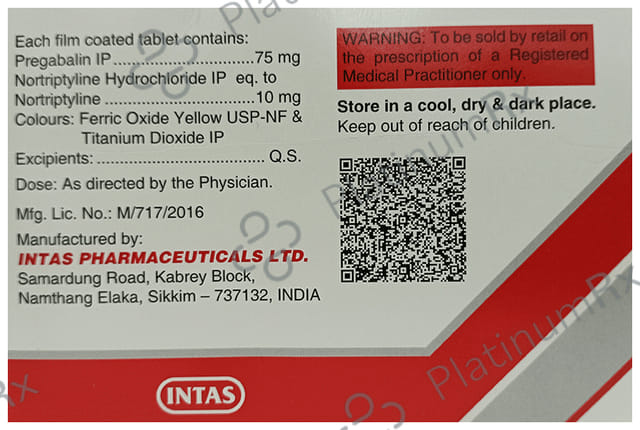 Each film coated tablet contains:
Pregabalin IP............................75 mg
Nortriptyline Hydrochloride IP eq. to
Nortriptyline..............................10 mg
Colours: Ferric Oxide Yellow USP-NF &
Titanium Dioxide IP
Excipients:................................... Q.S.
Dose: As directed by the Physician.
Mfg. Lic. No.: M/717/2016
Manufactured by:
INTAS PHARMACEUTICALS LTD.
Samardung Road, Kabrey Block,
Namthang Elaka, Sikkim – 737132, INDIA
WARNING: To be sold by retail on
the prescription of a Registered
Medical Practitioner only.
Store in a cool, dry & dark place.
Keep out of reach of children.
INTAS
PlatinumRx
PlatinumRx
PlatinumRx
PlatinumRx